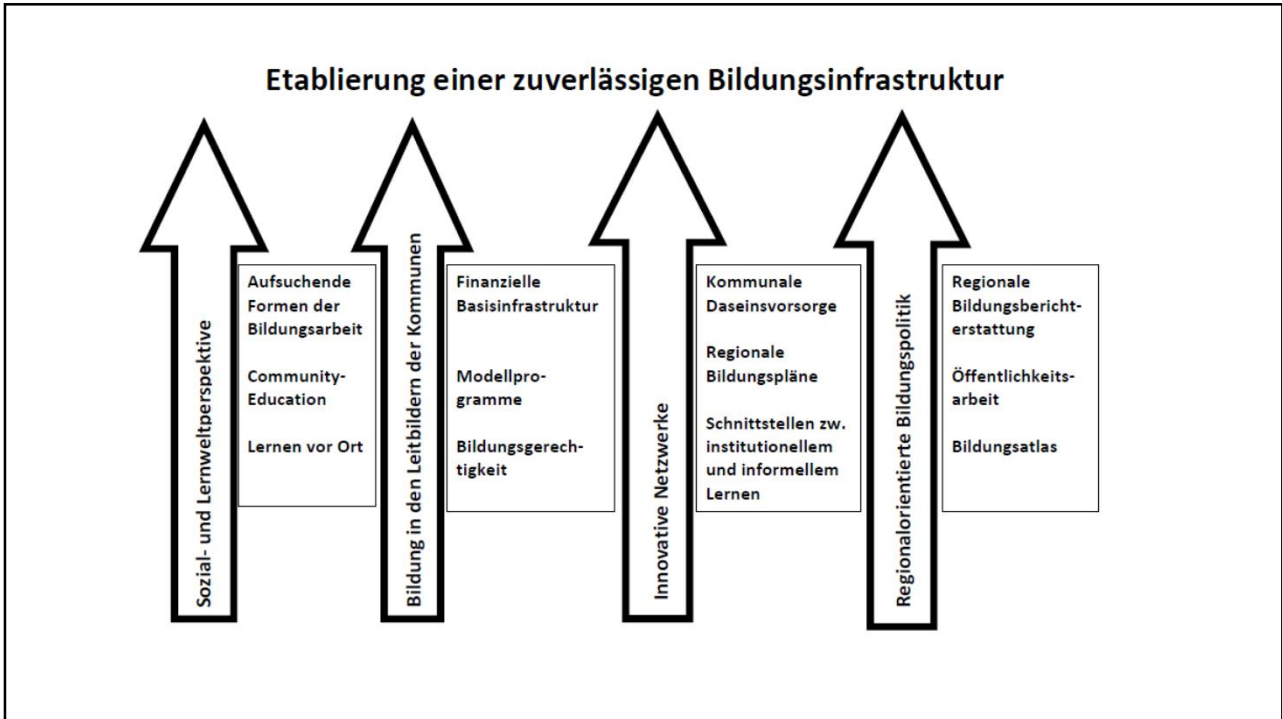 Etablierung einer zuverlässigen Bildungsinfrastruktur
Sozial- und Lernweltperspektive
Aufsuchende
Formen der
Bildungsarbeit
Community-
Education
Lernen vor Ort
Bildung in den Leitbildern der Kommunen
Finanzielle
Basisinfrastruktur
Modellpro-
gramme
Bildungsgerech-
tigkeit
Innovative Netzwerke
Kommunale
Daseinsvorsorge
Regionale
Bildungspläne
Schnittstellen zw.
institutionellem
und informellem
Lernen
Regionalorientierte Bildungspolitik
Regionale
Bildungsbericht-
erstattung
Öffentlichkeits-
arbeit
Bildungsatlas